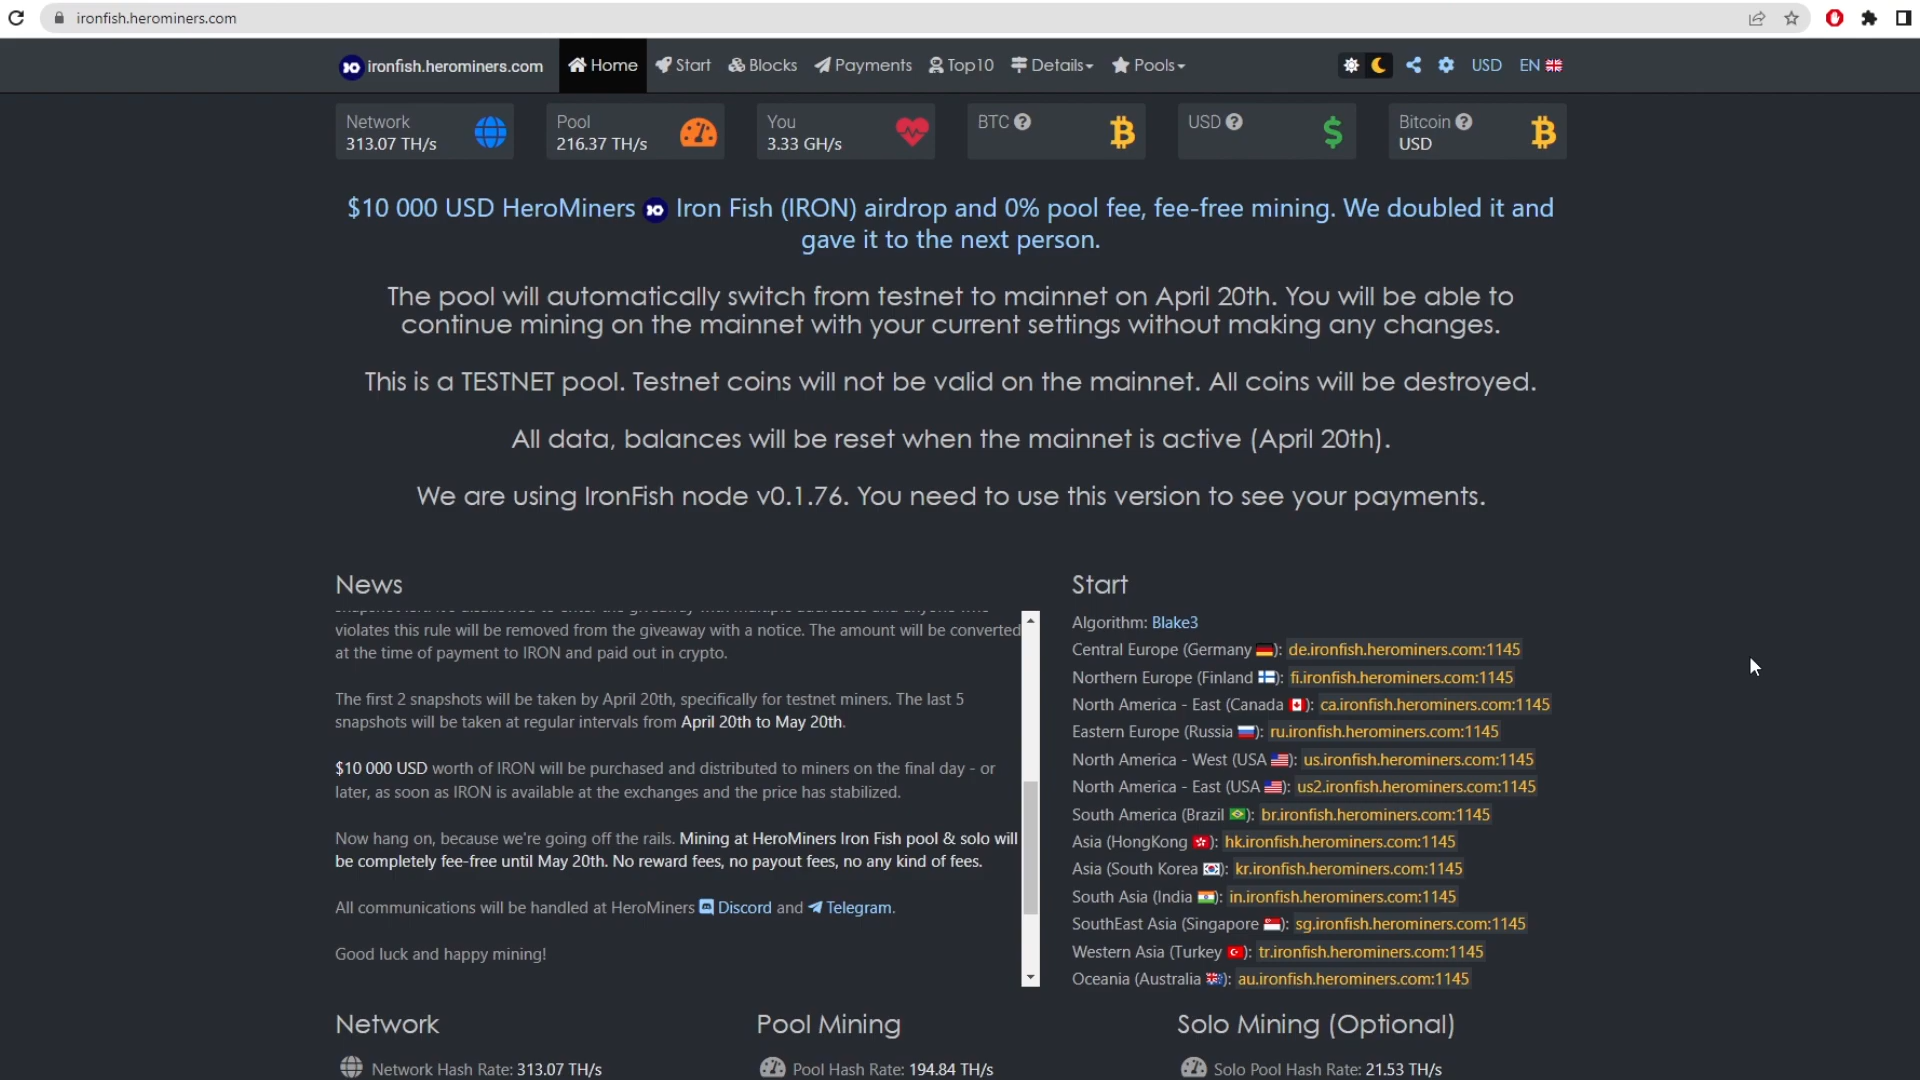 ironfish.herominers.com
ironfish.herominers.com Home Start Blocks Payments Top10 Details Pools USD EN
Network
313.07 TH/s
Pool
216.37 TH/s
You
3.33 GH/s
BTC
USD
Bitcoin
USD
$10 000 USD HeroMiners Iron Fish (IRON) airdrop and 0% pool fee, fee-free mining. We doubled it and
gave it to the next person.
The pool will automatically switch from testnet to mainnet on April 20th. You will be able to
continue mining on the mainnet with your current settings without making any changes.
This is a TESTNET pool. Testnet coins will not be valid on the mainnet. All coins will be destroyed.
All data, balances will be reset when the mainnet is active (April 20th).
We are using IronFish node v0.1.76. You need to use this version to see your payments.
News
violates this rule will be removed from the giveaway with a notice. The amount will be converted
at the time of payment to IRON and paid out in crypto.
The first 2 snapshots will be taken by April 20th, specifically for testnet miners. The last 5
snapshots will be taken at regular intervals from April 20th to May 20th.
$10 000 USD worth of IRON will be purchased and distributed to miners on the final day - or
later, as soon as IRON is available at the exchanges and the price has stabilized.
Now hang on, because we're going off the rails. Mining at HeroMiners Iron Fish pool & solo will
be completely fee-free until May 20th. No reward fees, no payout fees, no any kind of fees.
All communications will be handled at HeroMiners Discord and Telegram.
Good luck and happy mining!
Start
Algorithm: Blake3
Central Europe (Germany ): de.ironfish.herominers.com:1145
Northern Europe (Finland ): fi.ironfish.herominers.com:1145
North America - East (Canada ): ca.ironfish.herominers.com:1145
Eastern Europe (Russia ): ru.ironfish.herominers.com:1145
North America - West (USA ): us.ironfish.herominers.com:1145
North America - East (USA ): us2.ironfish.herominers.com:1145
South America (Brazil ): br.ironfish.herominers.com:1145
Asia (HongKong ): hk.ironfish.herominers.com:1145
Asia (South Korea ): kr.ironfish.herominers.com:1145
South Asia (India ): in.ironfish.herominers.com:1145
SouthEast Asia (Singapore ): sg.ironfish.herominers.com:1145
Western Asia (Turkey ): tr.ironfish.herominers.com:1145
Oceania (Australia ): au.ironfish.herominers.com:1145
Network
Network Hash Rate: 313.07 TH/s
Pool Mining
Pool Hash Rate: 194.84 TH/s
Solo Mining (Optional)
Solo Pool Hash Rate: 21.53 TH/s